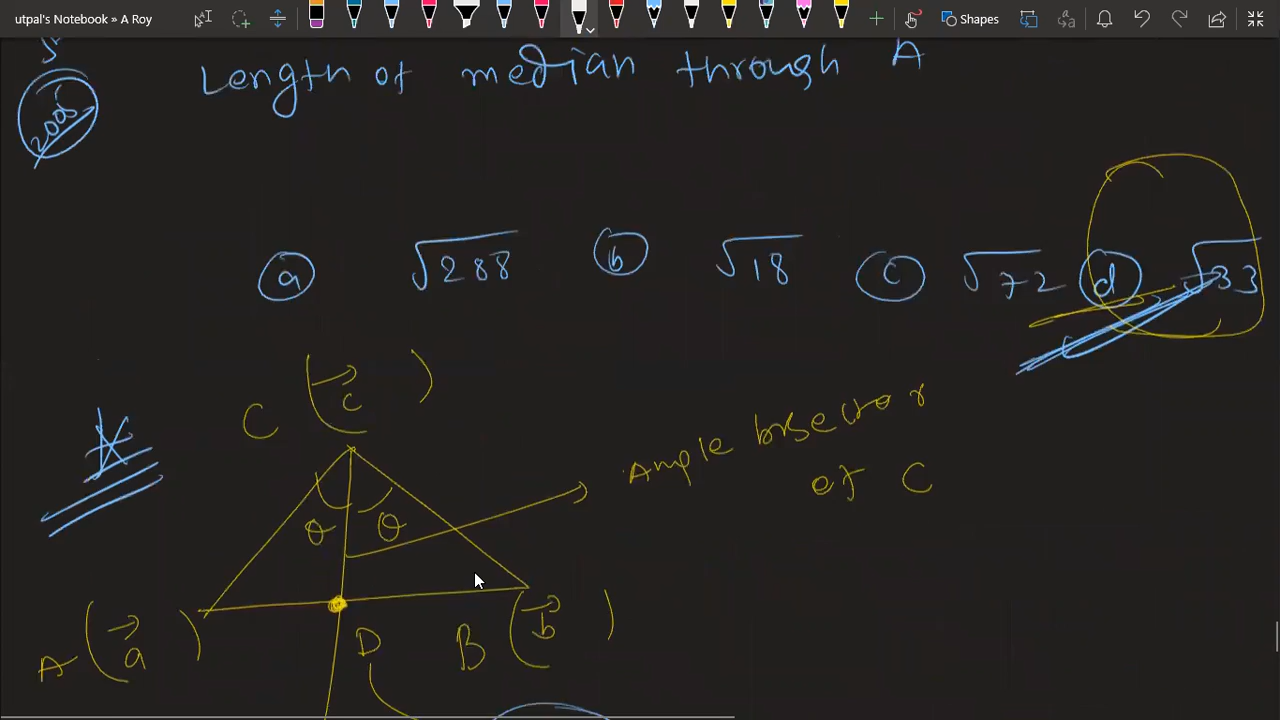 utpal's Notebook » A Roy
Shapes
Length of median through A
2005
a √288 b √18 c √72 d √33
C (c⃗)
Angle bisector
of C
θ θ
A (a⃗) D B (b⃗)